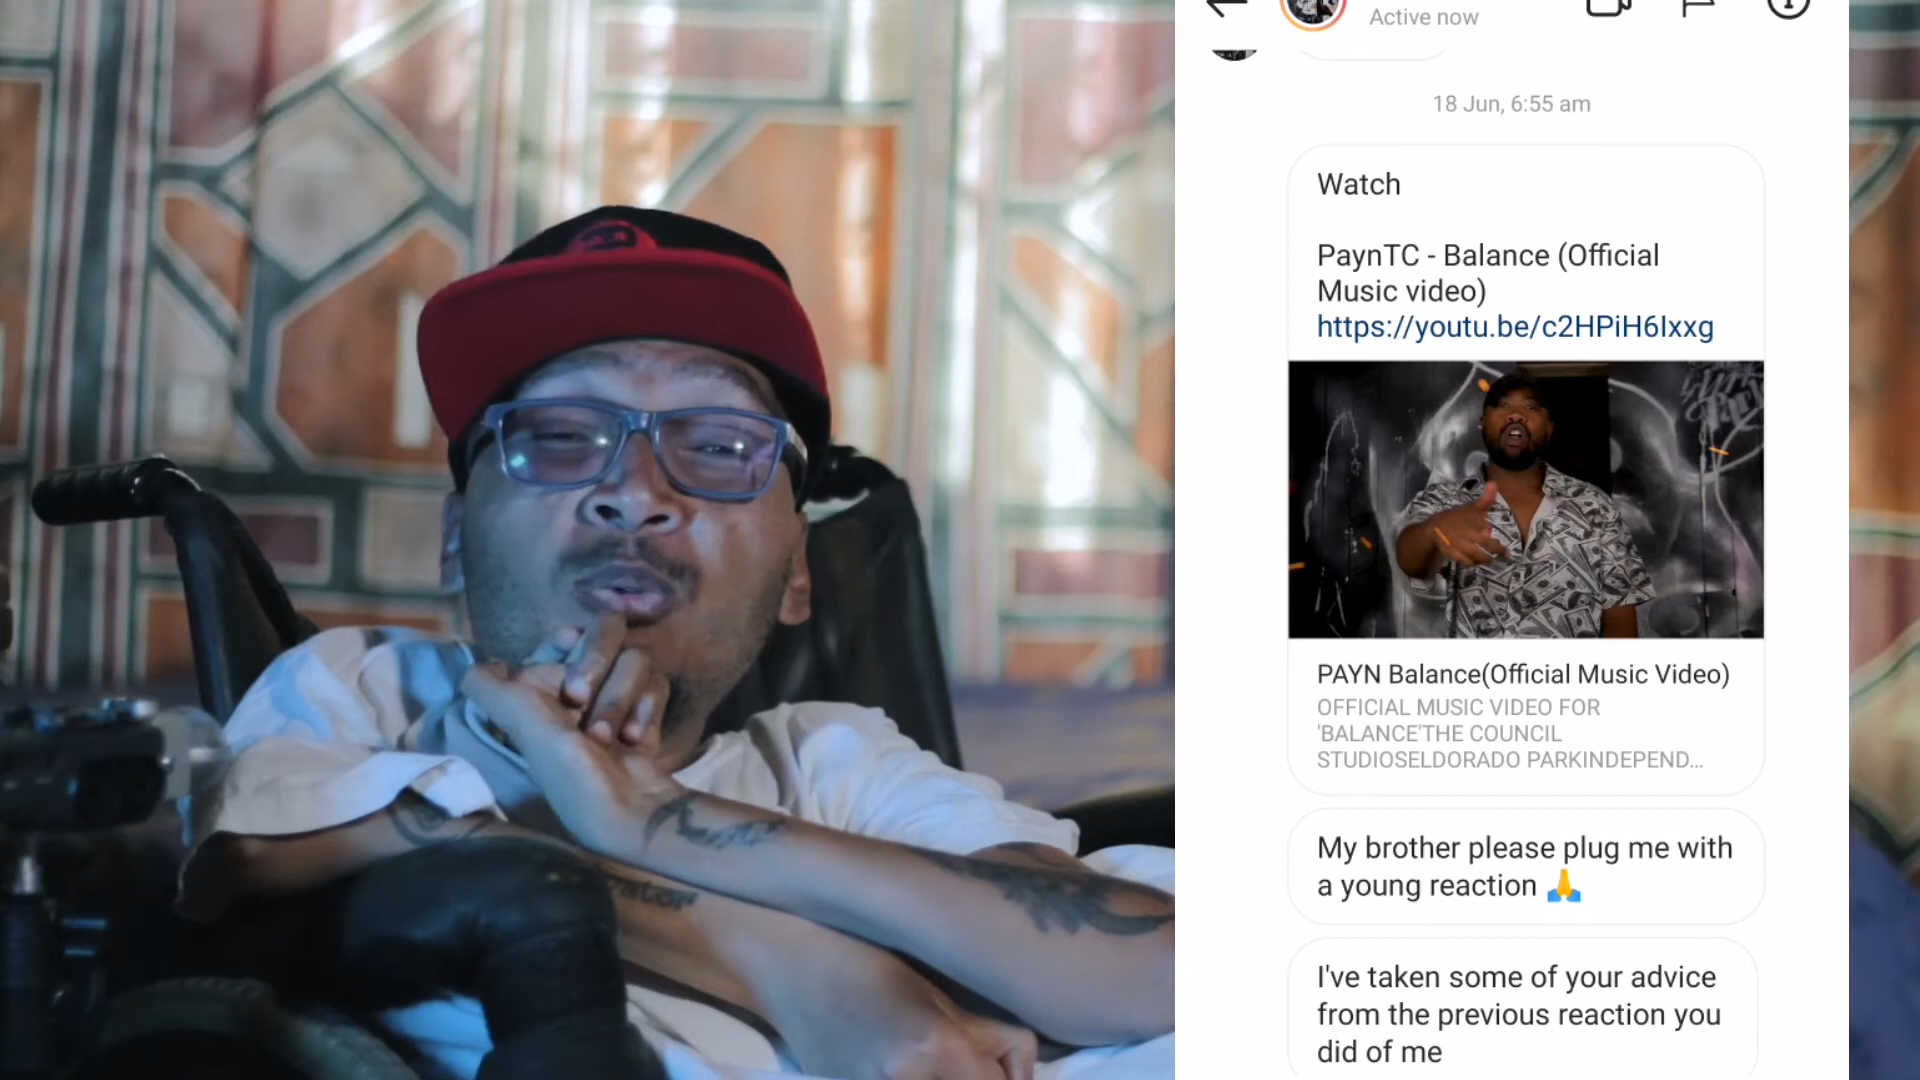 Active now
18 Jun, 6:55 am
Watch
PaynTC - Balance (Official
Music video)
https://youtu.be/c2HPiH6Ixxg
PAYN Balance(Official Music Video)
OFFICIAL MUSIC VIDEO FOR
'BALANCE'THE COUNCIL
STUDIOSELDORADO PARKINDEPEND...
My brother please plug me with
a young reaction 🙏
I've taken some of your advice
from the previous reaction you
did of me